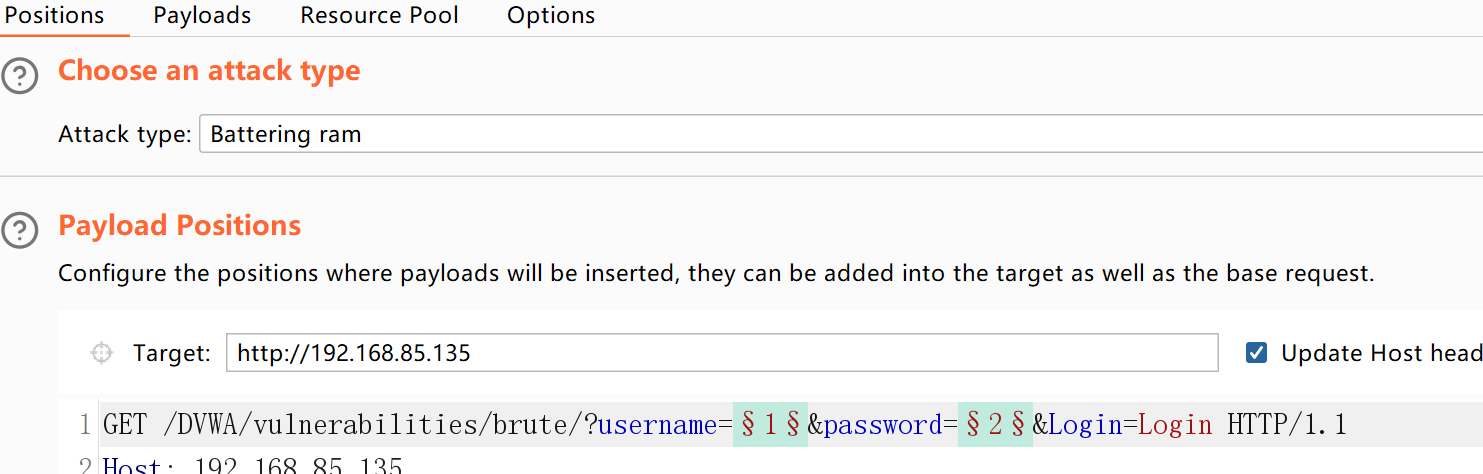 Positions Payloads Resource Pool Options
Choose an attack type
Attack type: Battering ram
Payload Positions
Configure the positions where payloads will be inserted, they can be added into the target as well as the base request.
Target: http://192.168.85.135 Update Host head
1 GET /DVWA/vulnerabilities/brute/?username=§1§&password=§2§&Login=Login HTTP/1.1
2 Host: 192.168.85.135